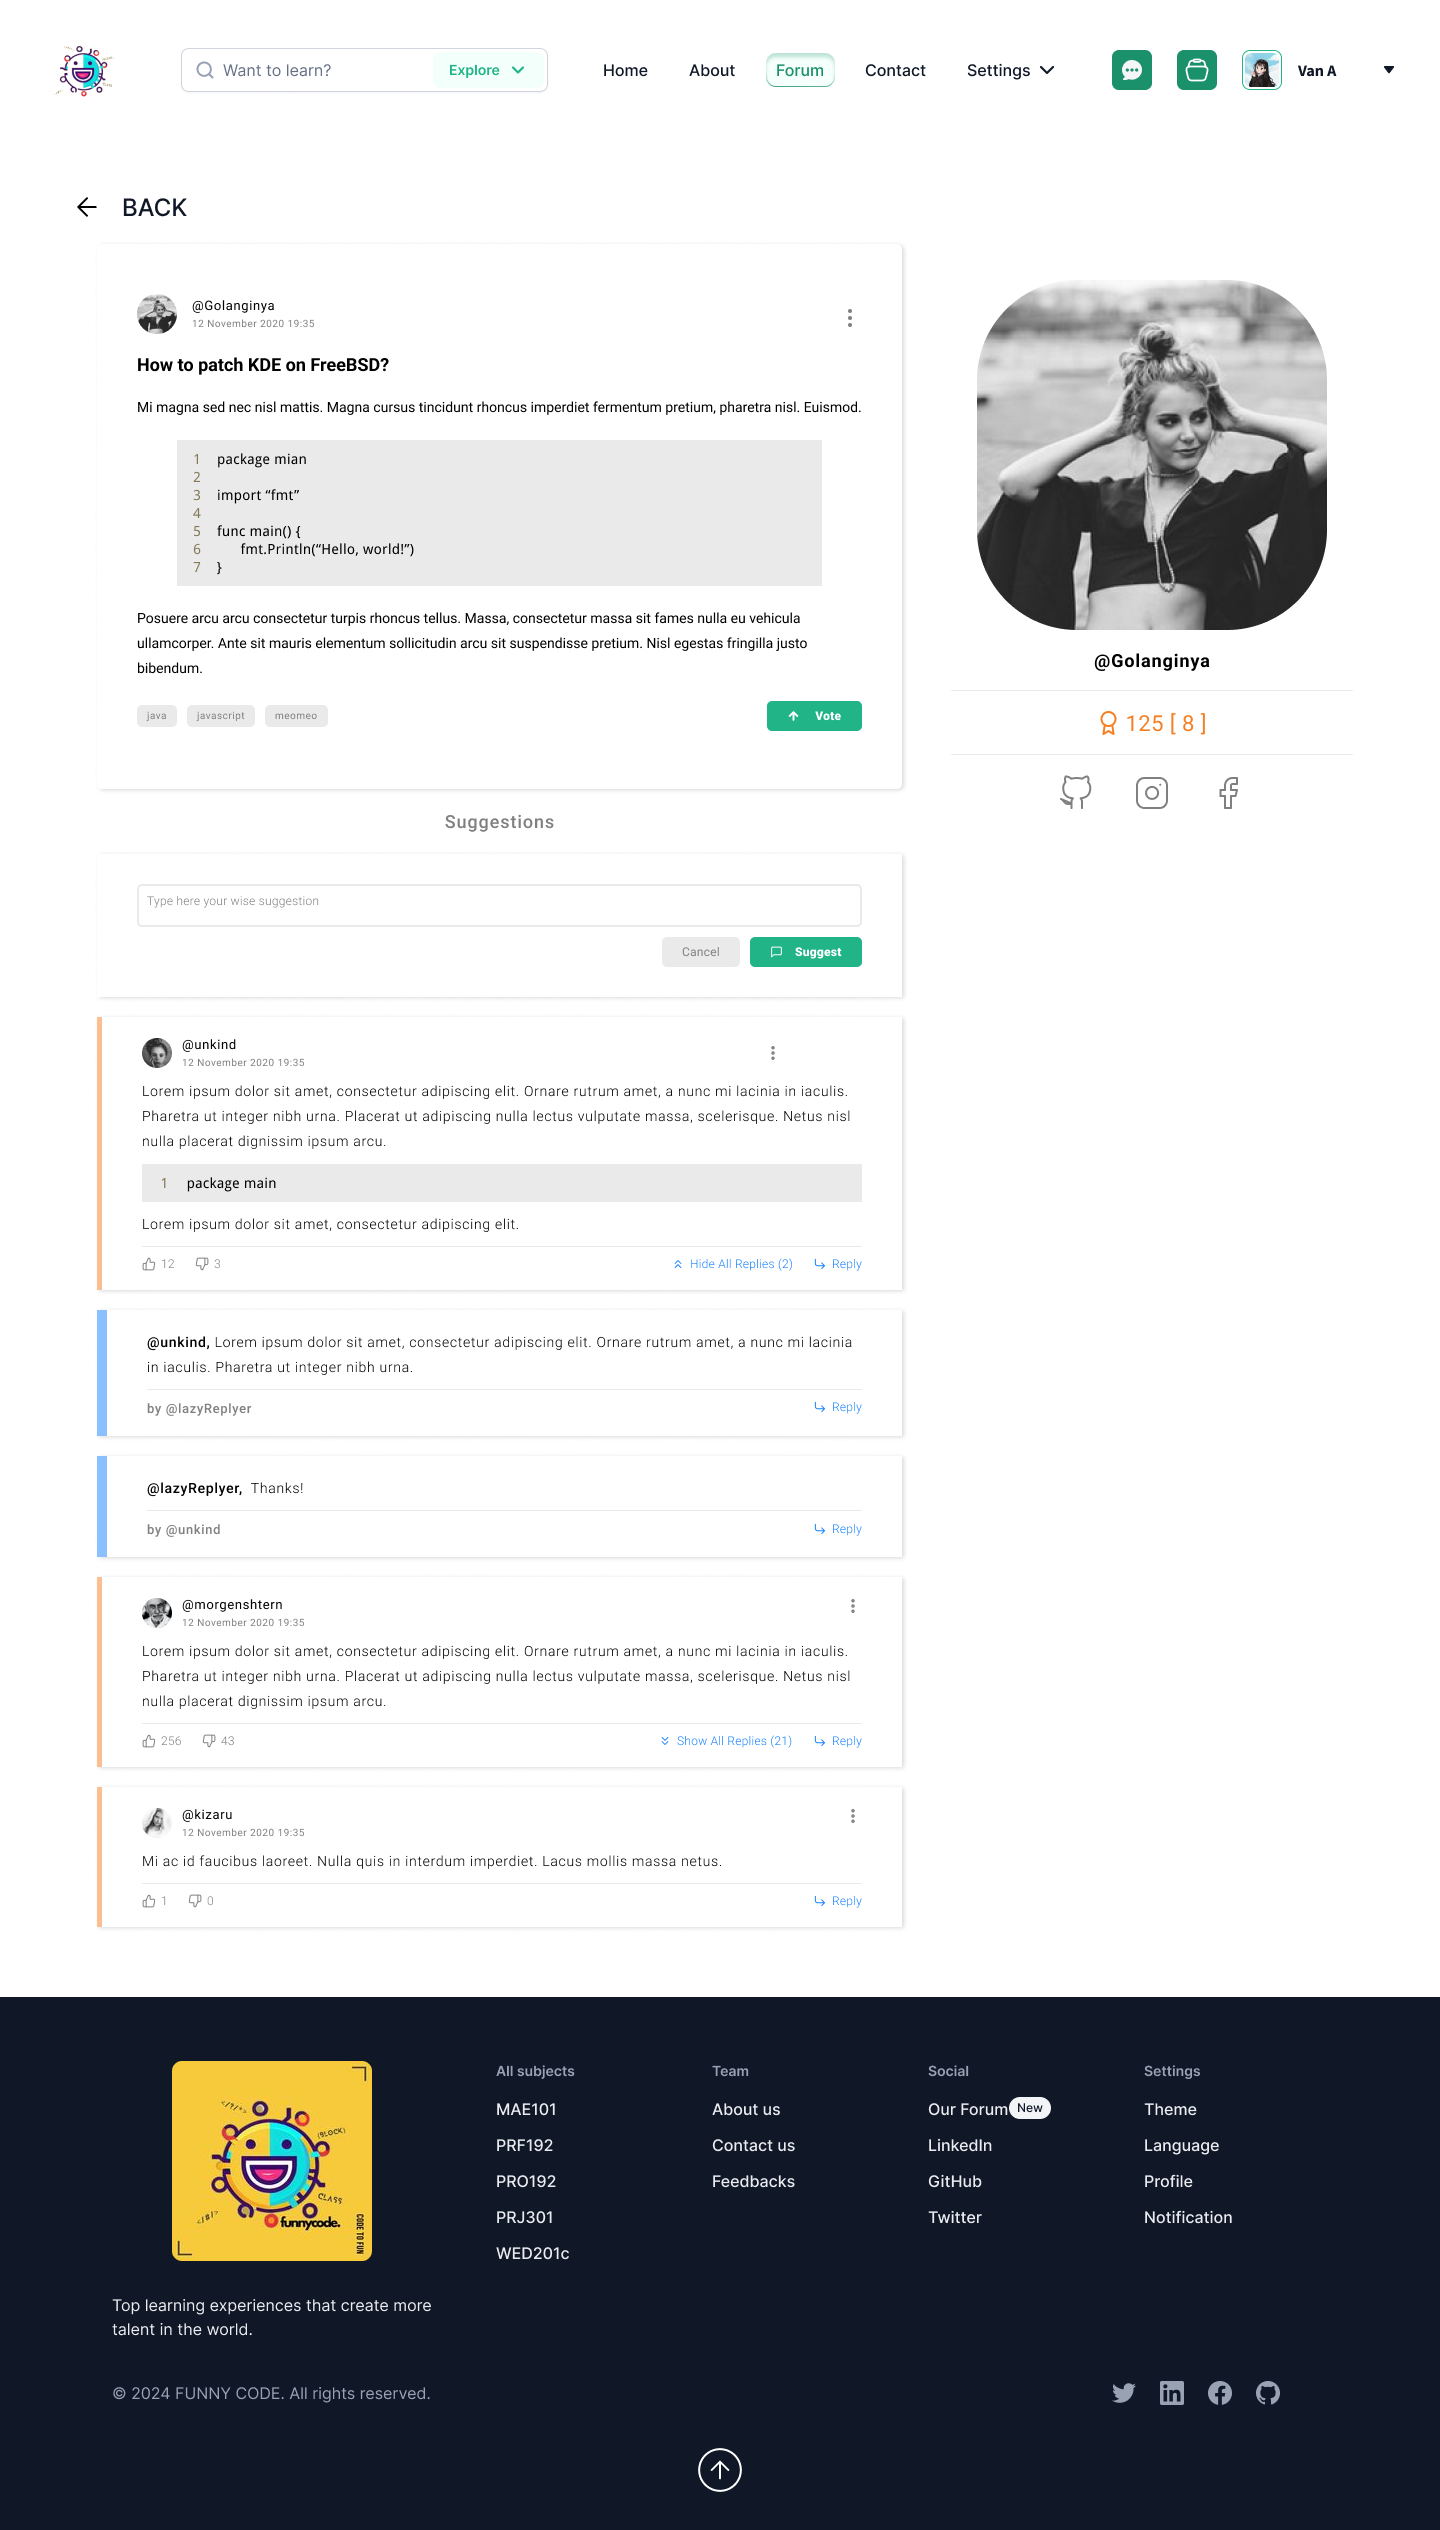 Want to learn?
Explore
Home
About
Forum
Contact
Settings
Van A
BACK
@Golanginya
12 November 2020 19:35
How to patch KDE on FreeBSD?
Mi magna sed nec nisl mattis. Magna cursus tincidunt rhoncus imperdiet fermentum pretium, pharetra nisl. Euismod.
1 package mian
2
3 import “fmt”
4
5 func main() {
6 fmt.Println(“Hello, world!”)
7 }
Posuere arcu arcu consectetur turpis rhoncus tellus. Massa, consectetur massa sit fames nulla eu vehicula
ullamcorper. Ante sit mauris elementum sollicitudin arcu sit suspendisse pretium. Nisl egestas fringilla justo
bibendum.
java
javascript
meomeo
Vote
@Golanginya
125 [ 8 ]
Suggestions
Type here your wise suggestion
Cancel
Suggest
@unkind
12 November 2020 19:35
Lorem ipsum dolor sit amet, consectetur adipiscing elit. Ornare rutrum amet, a nunc mi lacinia in iaculis.
Pharetra ut integer nibh urna. Placerat ut adipiscing nulla lectus vulputate massa, scelerisque. Netus nisl
nulla placerat dignissim ipsum arcu.
1 package main
Lorem ipsum dolor sit amet, consectetur adipiscing elit.
12
3
Hide All Replies (2)
Reply
@unkind, Lorem ipsum dolor sit amet, consectetur adipiscing elit. Ornare rutrum amet, a nunc mi lacinia
in iaculis. Pharetra ut integer nibh urna.
by @lazyReplyer
Reply
@lazyReplyer, Thanks!
by @unkind
Reply
@morgenshtern
12 November 2020 19:35
Lorem ipsum dolor sit amet, consectetur adipiscing elit. Ornare rutrum amet, a nunc mi lacinia in iaculis.
Pharetra ut integer nibh urna. Placerat ut adipiscing nulla lectus vulputate massa, scelerisque. Netus nisl
nulla placerat dignissim ipsum arcu.
256
43
Show All Replies (21)
Reply
@kizaru
12 November 2020 19:35
Mi ac id faucibus laoreet. Nulla quis in interdum imperdiet. Lacus mollis massa netus.
1
0
Reply
(BLOCK)
CLASS
funnycode.
CODE TO FUN
Top learning experiences that create more
talent in the world.
All subjects
MAE101
PRF192
PRO192
PRJ301
WED201c
Team
About us
Contact us
Feedbacks
Social
Our Forum
New
LinkedIn
GitHub
Twitter
Settings
Theme
Language
Profile
Notification
© 2024 FUNNY CODE. All rights reserved.